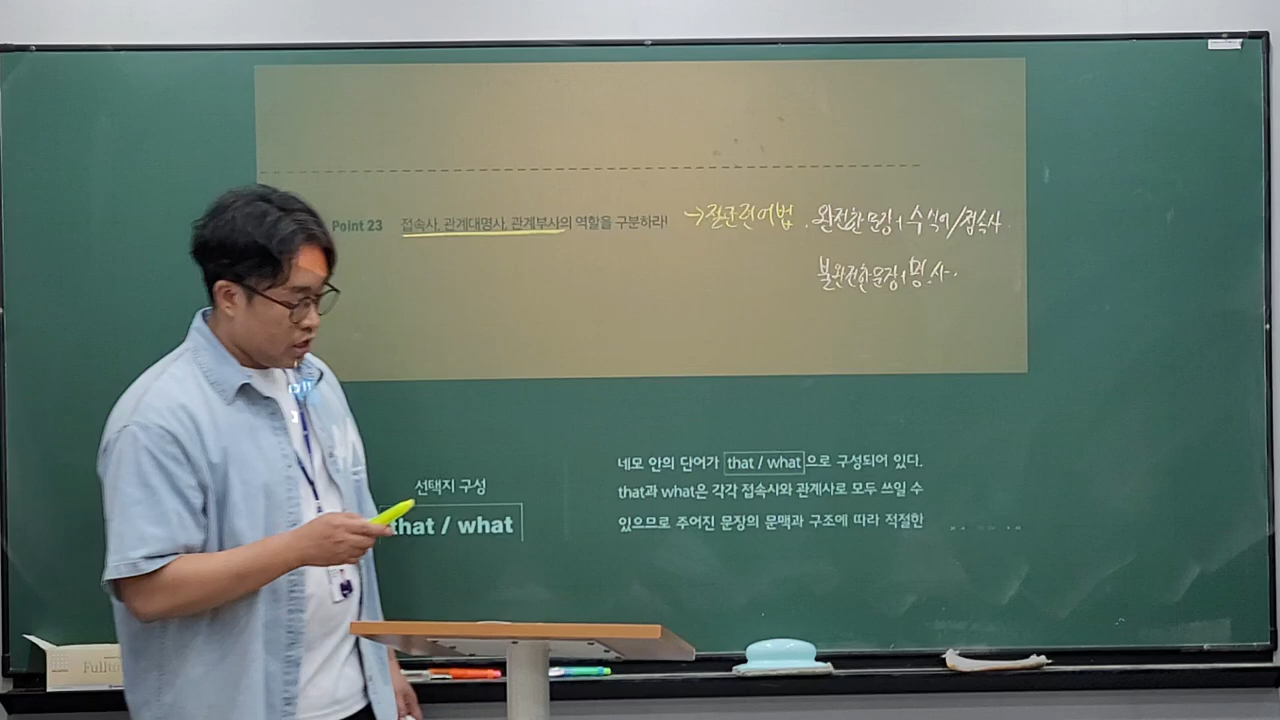 Point 23 접속사, 관계대명사, 관계부사의 역할을 구분하라! → 잘근련어법 . 완전한 문장 + 수식어/접속사.
불완전한 문장 + 명사.
네모 안의 단어가 that / what 으로 구성되어 있다.
선택지 구성
that과 what은 각각 접속사와 관계사로 모두 쓰일 수
that / what
있으므로 주어진 문장의 문맥과 구조에 따라 적절한